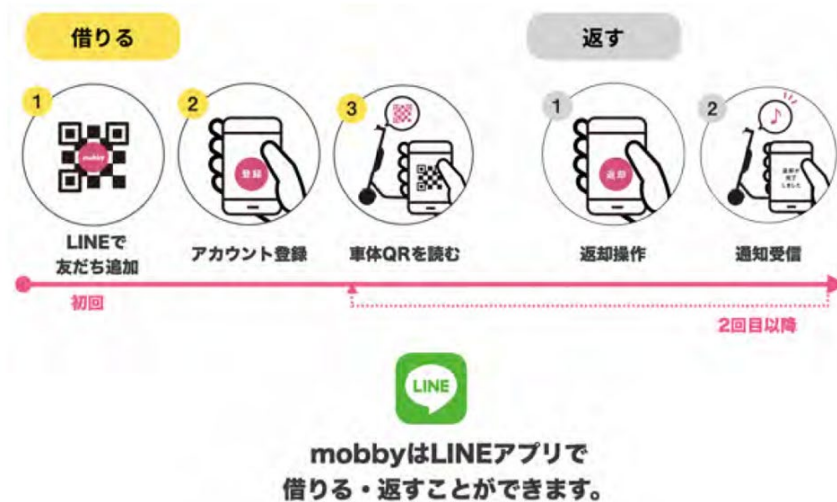 借りる
返す
1
2
3
1
2
mobby
登録
返却
返却が
完了
しました
LINEで
友だち追加
アカウント登録
車体QRを読む
返却操作
通知受信
初回
2回目以降
LINE
mobbyはLINEアプリで
借りる・返すことができます。